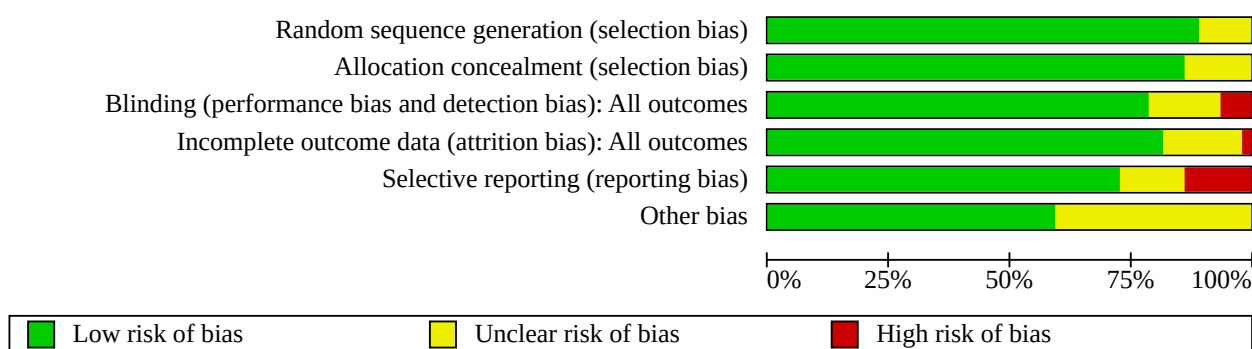 Random sequence generation (selection bias)
Allocation concealment (selection bias)
Blinding (performance bias and detection bias): All outcomes
Incomplete outcome data (attrition bias): All outcomes
Selective reporting (reporting bias)
Other bias
0% 25% 50% 75% 100%
Low risk of bias Unclear risk of bias High risk of bias